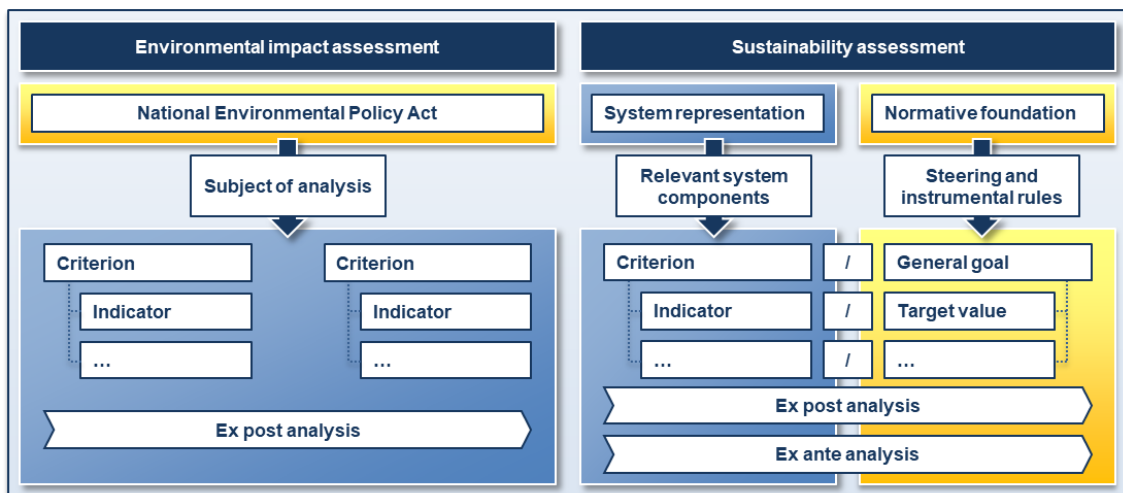 Environmental impact assessment
National Environmental Policy Act
Subject of analysis
Criterion
Indicator
…
Criterion
Indicator
…
Ex post analysis
Sustainability assessment
System representation
Normative foundation
Relevant system
components
Steering and
instrumental rules
Criterion / General goal
Indicator / Target value
… / …
Ex post analysis
Ex ante analysis